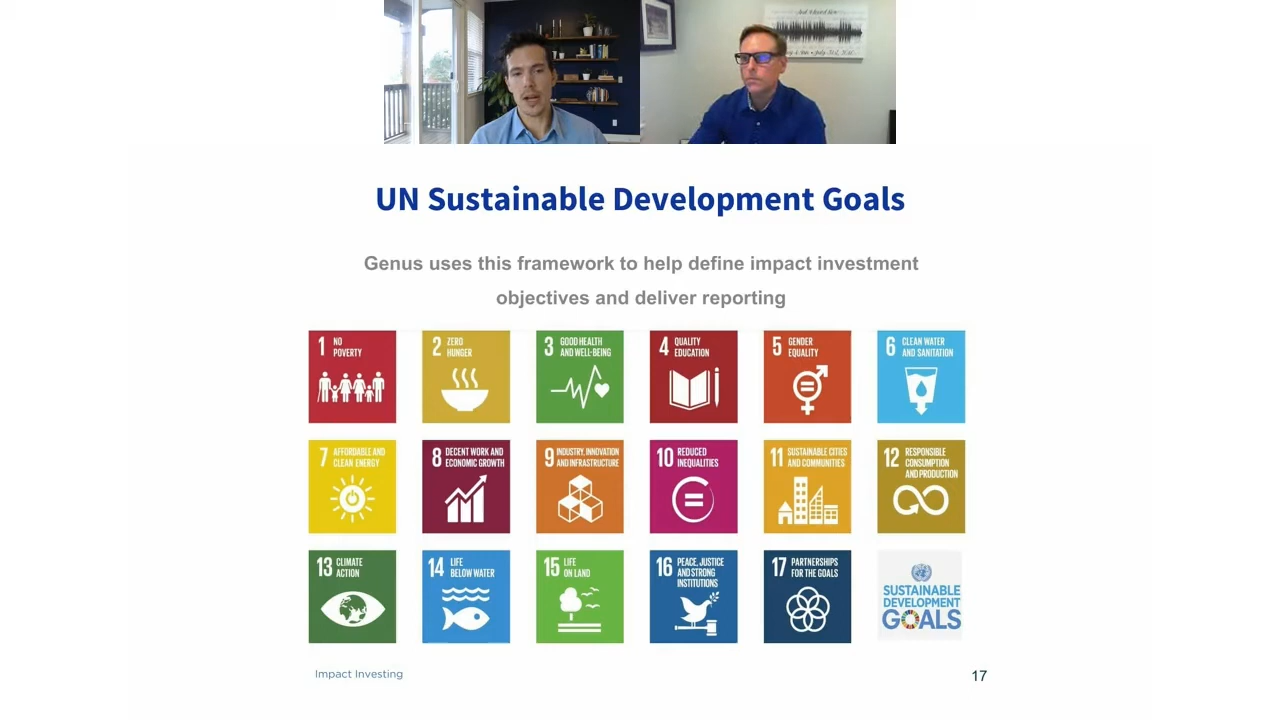 UN Sustainable Development Goals
Genus uses this framework to help define impact investment
objectives and deliver reporting
1 NO
POVERTY
2 ZERO
HUNGER
3 GOOD HEALTH
AND WELL-BEING
4 QUALITY
EDUCATION
5 GENDER
EQUALITY
6 CLEAN WATER
AND SANITATION
7 AFFORDABLE AND
CLEAN ENERGY
8 DECENT WORK AND
ECONOMIC GROWTH
9 INDUSTRY, INNOVATION
AND INFRASTRUCTURE
10 REDUCED
INEQUALITIES
11 SUSTAINABLE CITIES
AND COMMUNITIES
12 RESPONSIBLE
CONSUMPTION
AND PRODUCTION
13 CLIMATE
ACTION
14 LIFE
BELOW WATER
15 LIFE
ON LAND
16 PEACE, JUSTICE
AND STRONG
INSTITUTIONS
17 PARTNERSHIPS
FOR THE GOALS
SUSTAINABLE
DEVELOPMENT
GOALS
Impact Investing
17